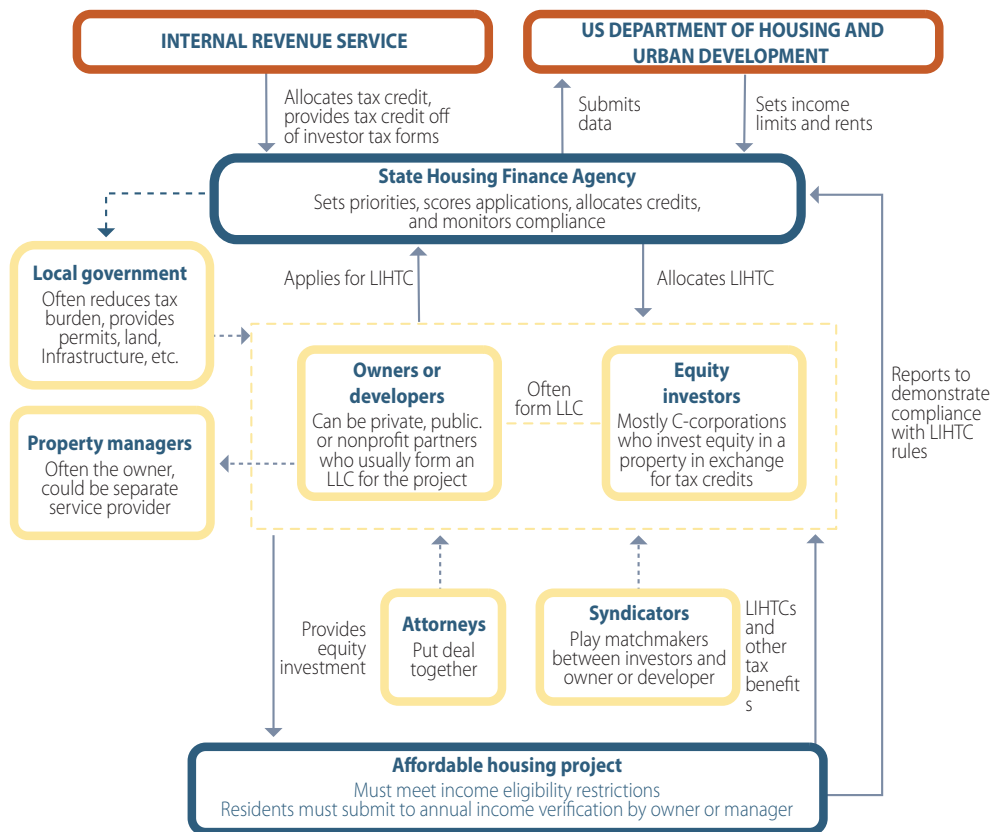 INTERNAL REVENUE SERVICE
US DEPARTMENT OF HOUSING AND
URBAN DEVELOPMENT
Allocates tax credit,
provides tax credit off
of investor tax forms
Submits
data
Sets income
limits and rents
State Housing Finance Agency
Sets priorities, scores applications, allocates credits,
and monitors compliance
Local government
Often reduces tax
burden, provides
permits, land,
Infrastructure, etc.
Applies for LIHTC
Allocates LIHTC
Owners or
developers
Can be private, public.
or nonprofit partners
who usually form an
LLC for the project
Often
form LLC
Equity
investors
Mostly C-corporations
who invest equity in a
property in exchange
for tax credits
Reports to
demonstrate
compliance
with LIHTC
rules
Property managers
Often the owner,
could be separate
service provider
Provides
equity
investment
Attorneys
Put deal
together
Syndicators
Play matchmakers
between investors and
owner or developer
LIHTCs
and
other
tax
benefit
s
Affordable housing project
Must meet income eligibility restrictions
Residents must submit to annual income verification by owner or manager